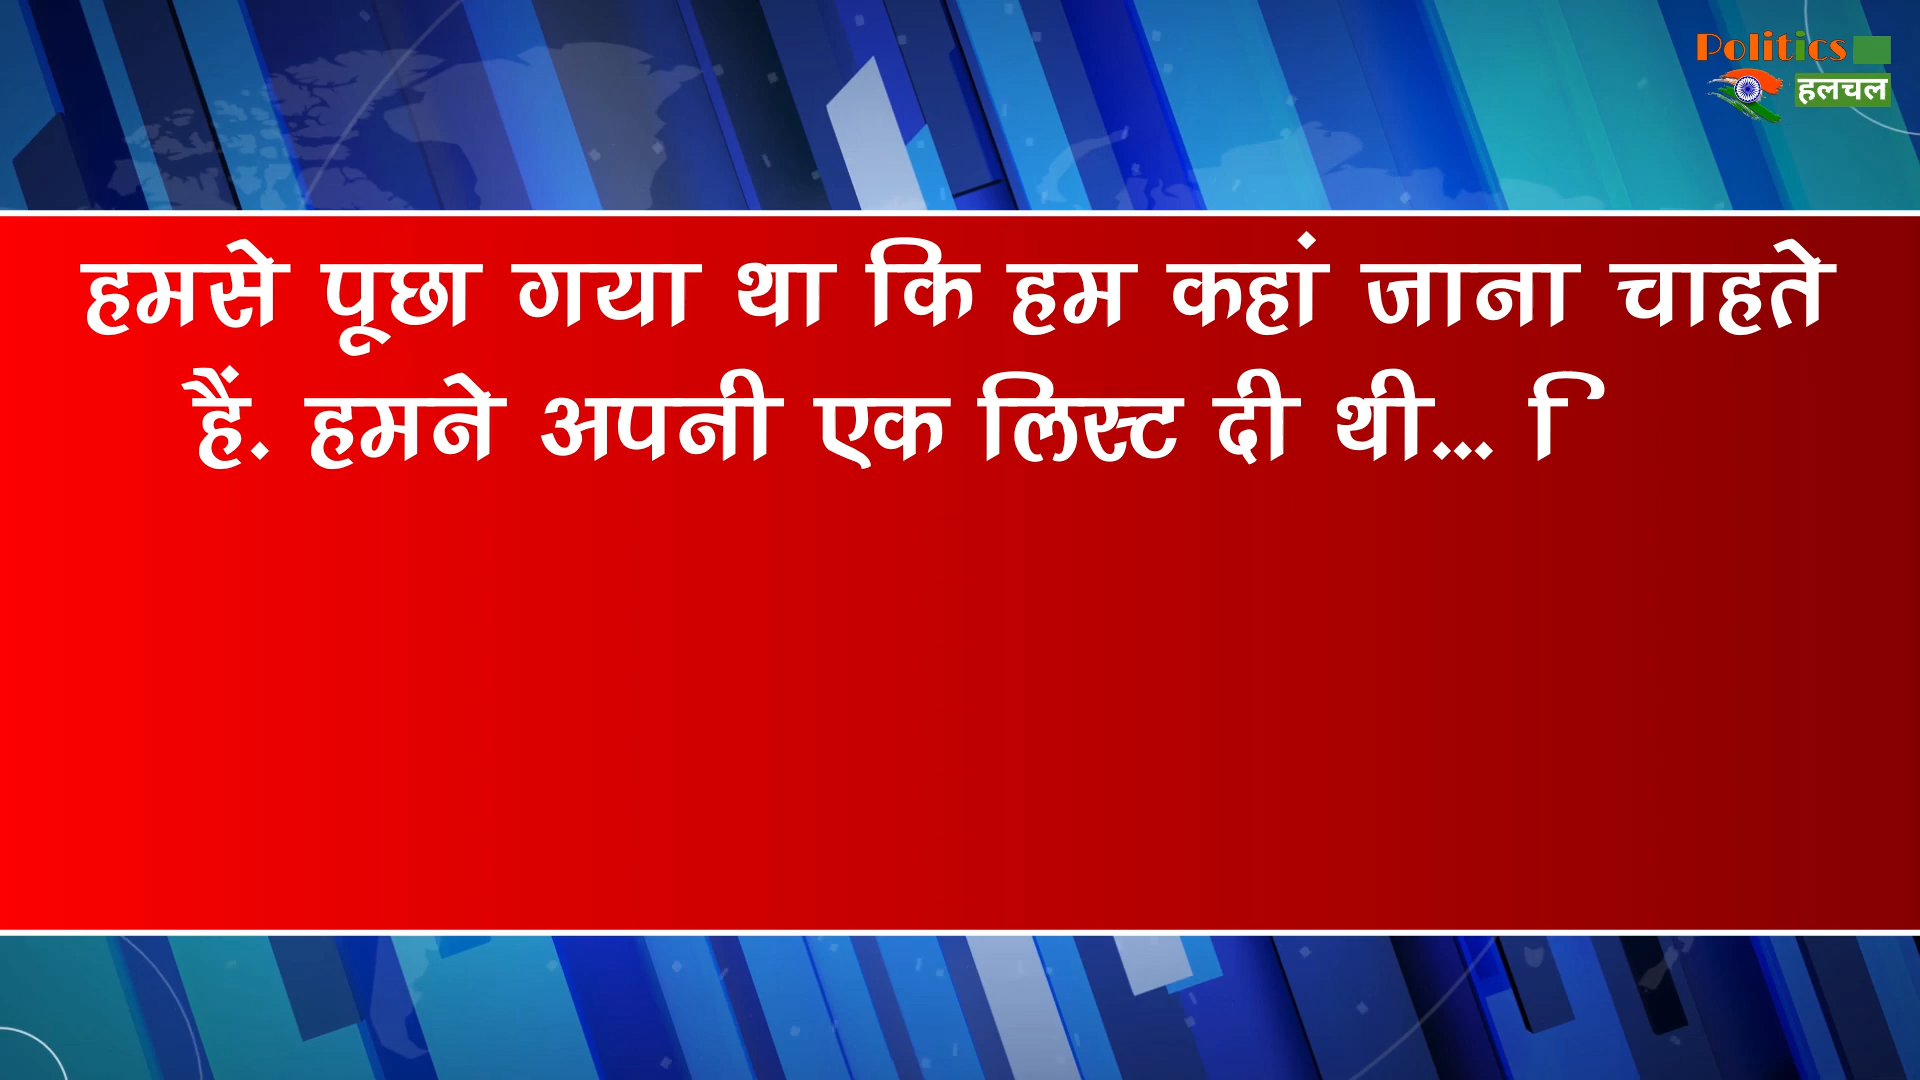 Politics
हलचल
हमसे पूछा गया था कि हम कहां जाना चाहते
हैं. हमने अपनी एक लिस्ट दी थी... ि